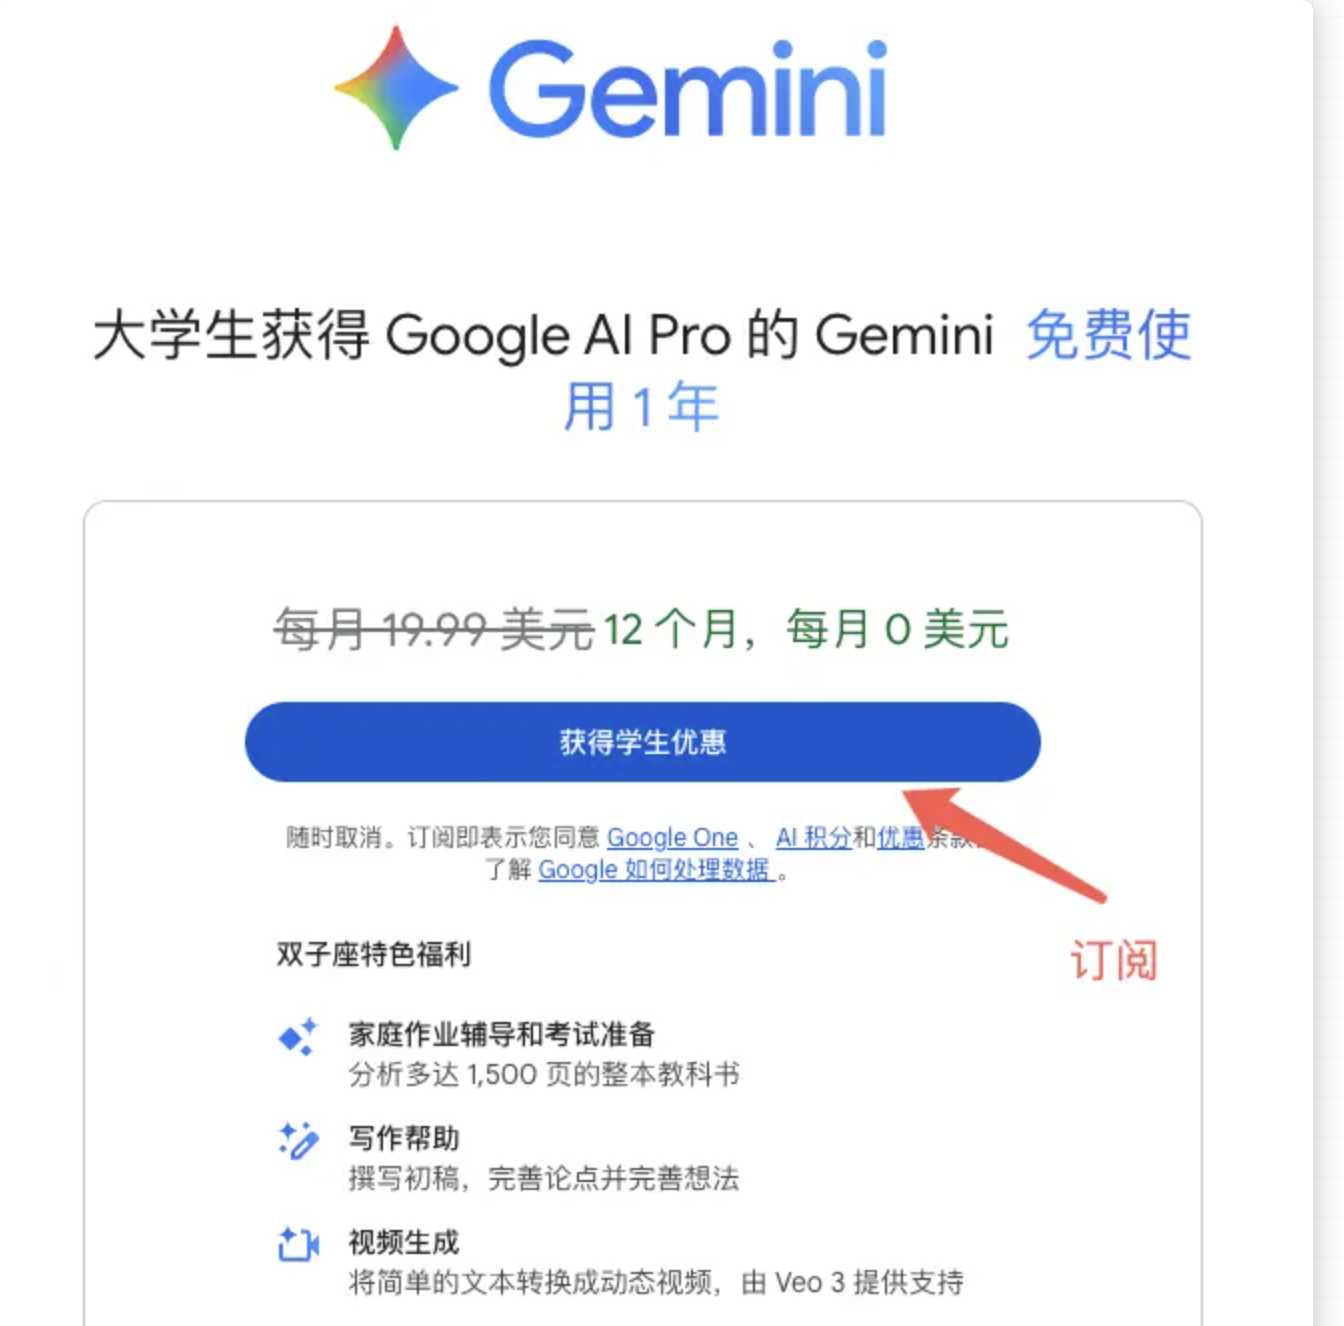 Gemini
大学生获得 Google AI Pro 的 Gemini 免费使
用 1 年
每月 19.99 美元 12 个月，每月 0 美元
获得学生优惠
随时取消。订阅即表示您同意 Google One 、 AI 积分和优惠条款
了解 Google 如何处理数据 。
订阅
双子座特色福利
家庭作业辅导和考试准备
分析多达 1,500 页的整本教科书
写作帮助
撰写初稿，完善论点并完善想法
视频生成
将简单的文本转换成动态视频，由 Veo 3 提供支持